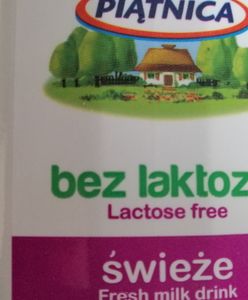 PIĄTNICA
bez laktoz
Lactose free
świeże
Fresh milk drink